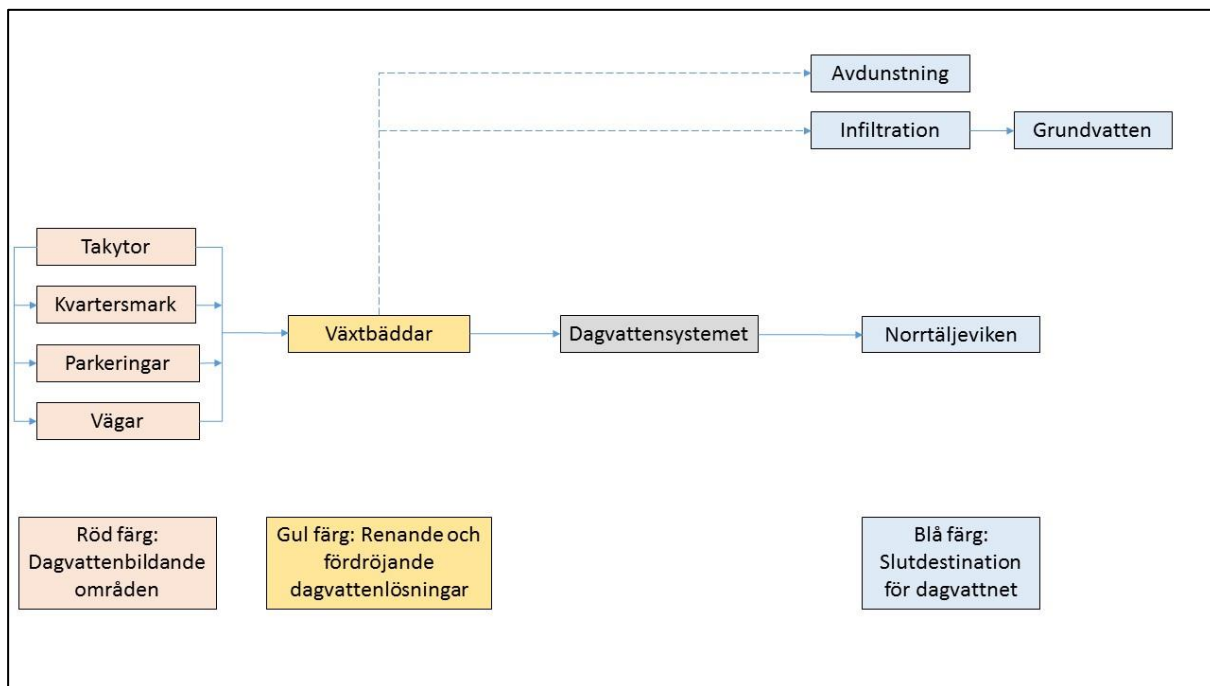 Avdunstning
Infiltration
Grundvatten
Takytor
Kvartersmark
Parkeringar
Vägar
Växtbäddar
Dagvattensystemet
Norrtäljeviken
Röd färg:
Dagvattenbildande
områden
Gul färg: Renande och
fördröjande
dagvattenlösningar
Blå färg:
Slutdestination
för dagvattnet